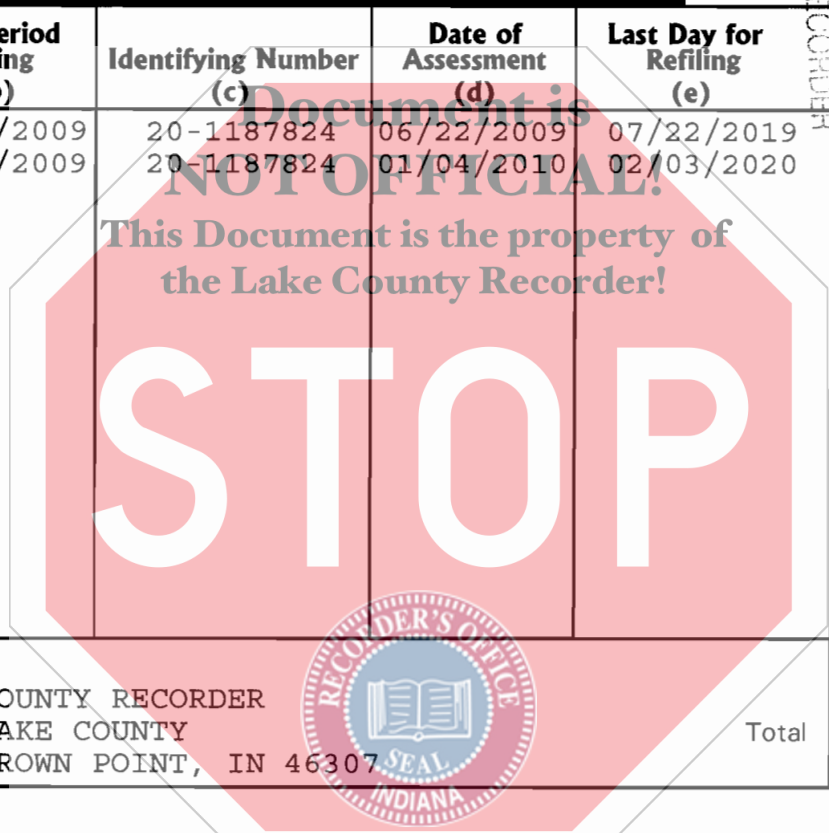 eriod Date of Last Day for
ing Identifying Number Assessment Refiling
) (c) (d) (e)
/2009 20-1187824 06/22/2009 07/22/2019
/2009 20-1187824 01/04/2010 02/03/2020
Document is
NOT OFFICIAL!
This Document is the property of
the Lake County Recorder!
STOP
OUNTY RECORDER
AKE COUNTY
ROWN POINT, IN 46307
Total
RECORDER'S OFFICE
SEAL
INDIANA